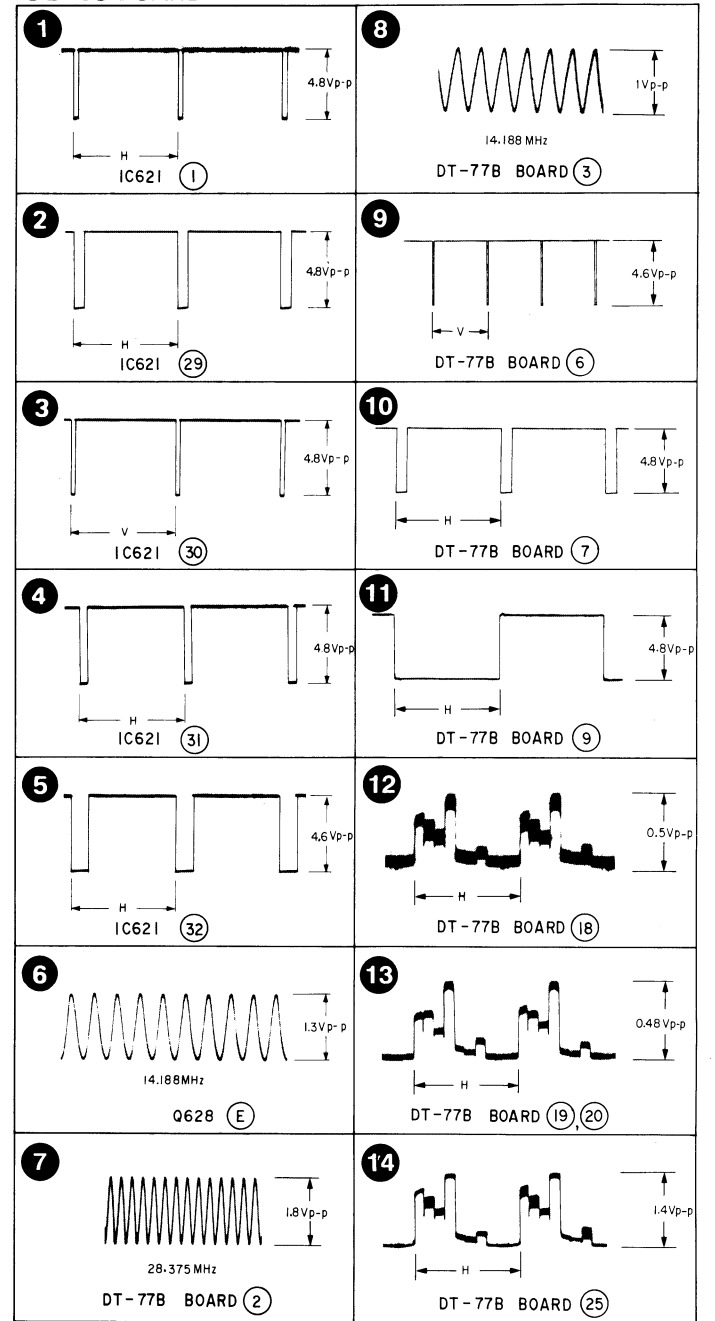 1
4.8Vp-p
H
IC621 1
2
4.8Vp-p
H
IC621 29
3
4.8Vp-p
V
IC621 30
4
4.8Vp-p
H
IC621 31
5
4.6Vp-p
H
IC621 32
6
1.3Vp-p
14.188MHz
Q628 E
7
1.8Vp-p
28.375MHz
DT-77B BOARD 2
8
1Vp-p
14.188MHz
DT-77B BOARD 3
9
4.6Vp-p
V
DT-77B BOARD 6
10
4.8Vp-p
H
DT-77B BOARD 7
11
4.8Vp-p
H
DT-77B BOARD 9
12
0.5Vp-p
H
DT-77B BOARD 18
13
0.48Vp-p
H
DT-77B BOARD 19, 20
14
1.4Vp-p
H
DT-77B BOARD 25